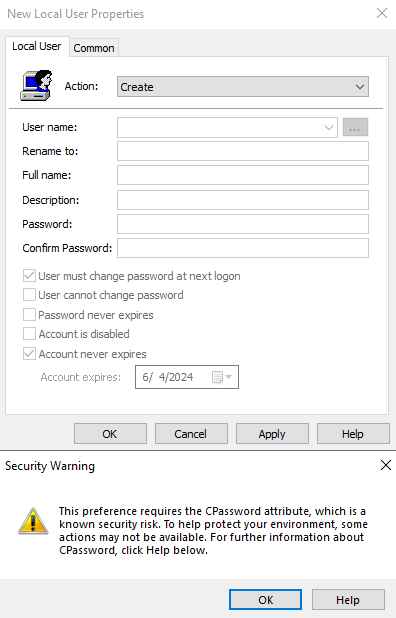 New Local User Properties
Local User
Common
Action:
Create
User name:
...
Rename to:
Full name:
Description:
Password:
Confirm Password:
User must change password at next logon
User cannot change password
Password never expires
Account is disabled
Account never expires
Account expires: 6/ 4/2024
OK
Cancel
Apply
Help
Security Warning
This preference requires the CPassword attribute, which is a
known security risk. To help protect your environment, some
actions may not be available. For further information about
CPassword, click Help below.
OK
Help